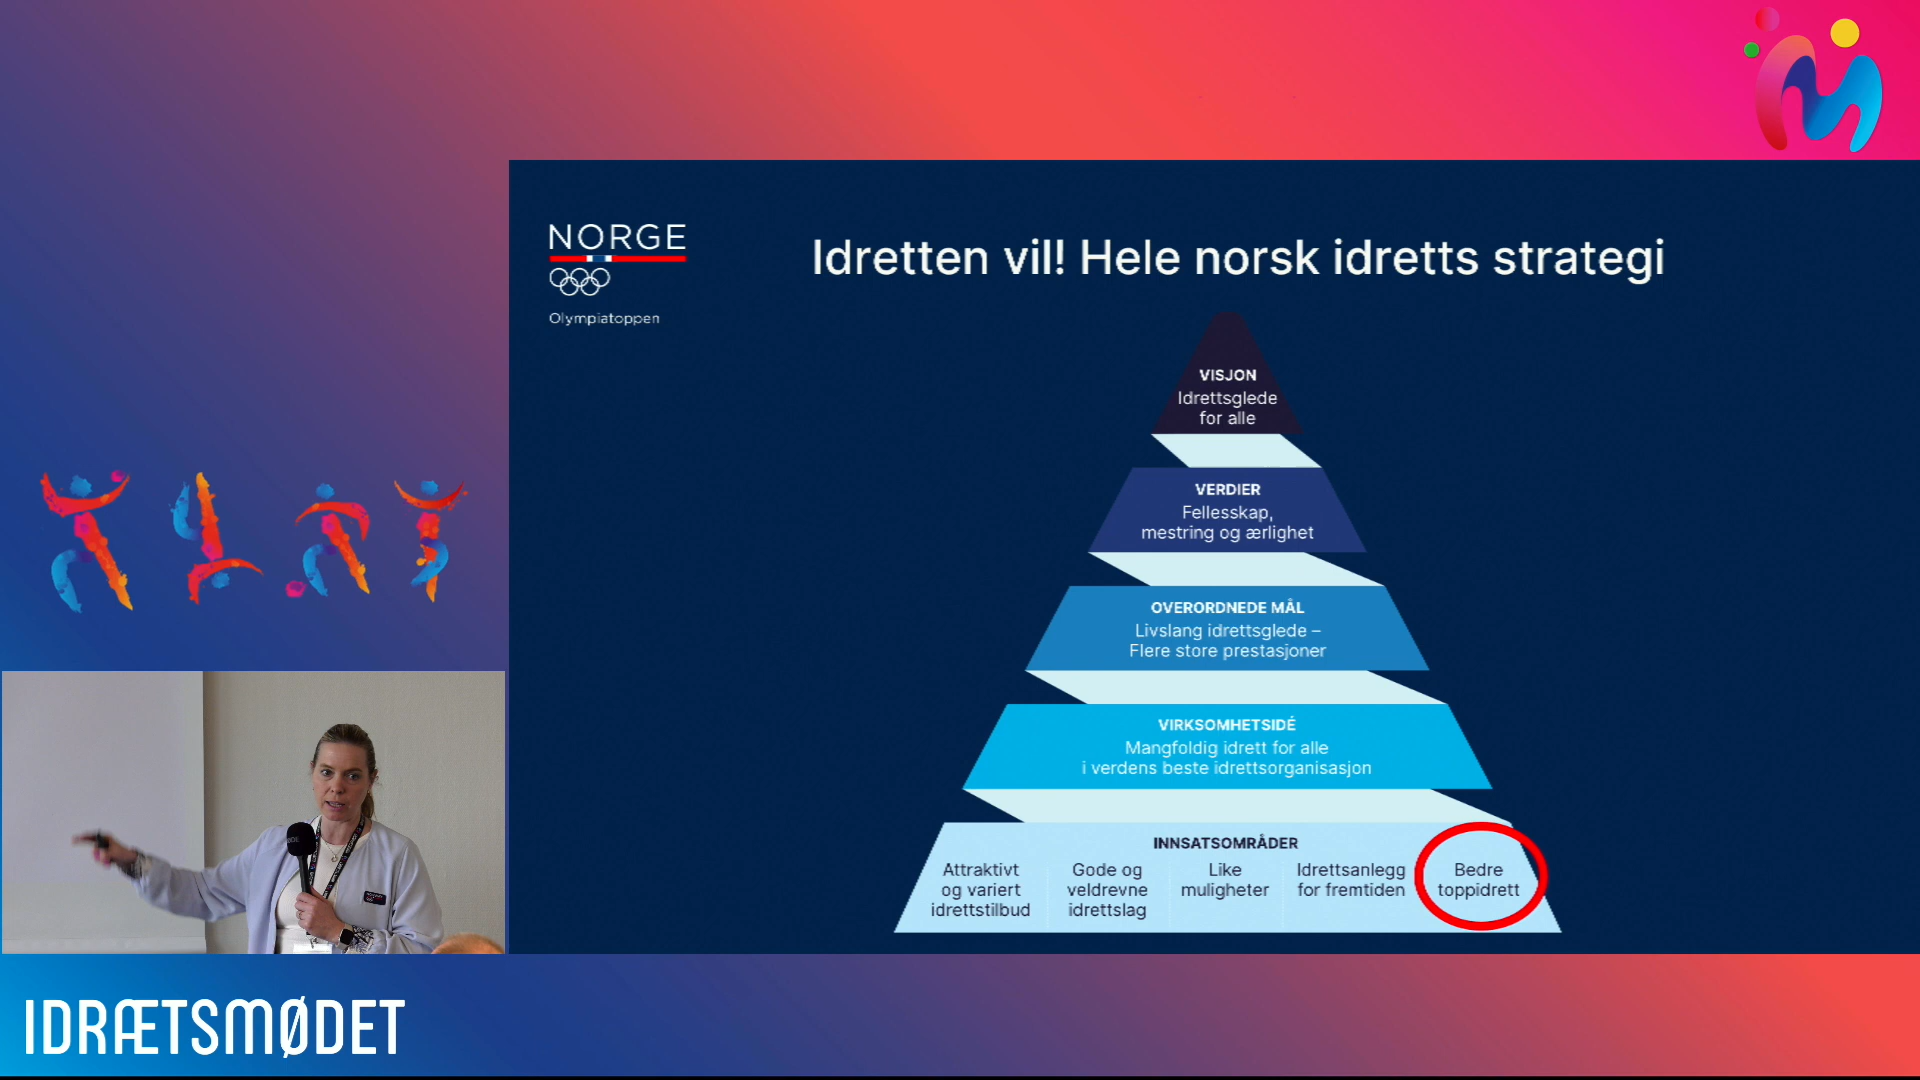 NORGE
Olympiatoppen
Idretten vil! Hele norsk idretts strategi
VISJON
Idrettsglede
for alle
VERDIER
Fellesskap,
mestring og ærlighet
OVERORDNEDE MÅL
Livslang idrettsglede –
Flere store prestasjoner
VIRKSOMHETSIDÉ
Mangfoldig idrett for alle
i verdens beste idrettsorganisasjon
INNSATSOMRÅDER
Attraktivt
og variert
idrettstilbud
Gode og
veldrevne
idrettslag
Like
muligheter
Idrettsanlegg
for fremtiden
Bedre
toppidrett
IDRÆTSMØDET